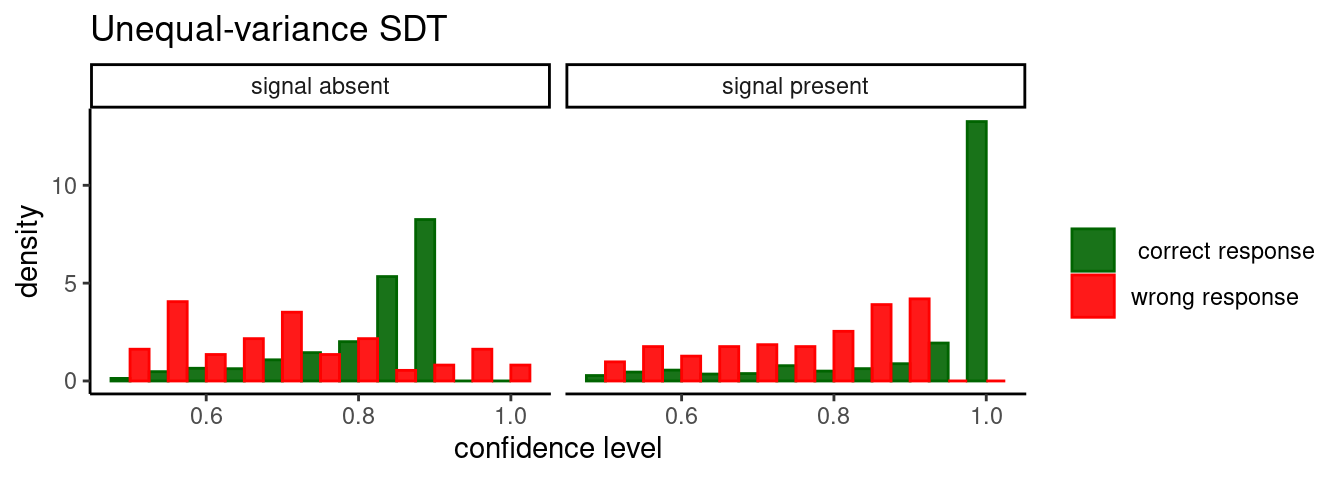 Unequal-variance SDT
signal absent
signal present
density
10
5
0
0.6
0.8
1.0
0.6
0.8
1.0
confidence level
correct response
wrong response